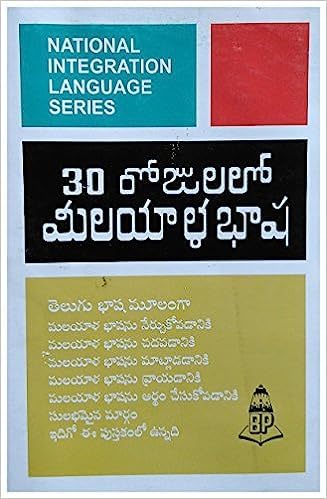 NATIONAL
INTEGRATION
LANGUAGE
SERIES
30 రోజులలో
మలయాళ భాష
తెలుగు భాష మూలంగా
మలయాళ భాషను నేర్చుకోవడానికి
మలయాళ భాషను చదవడానికి
మలయాళ భాషను మాట్లాడడానికి
మలయాళ భాషను వ్రాయడానికి
మలయాళ భాషను అర్థం చేసుకోవడానికి
సులభమైన మార్గం
ఇదిగో ఈ పుస్తకంలో ఉన్నది
BP